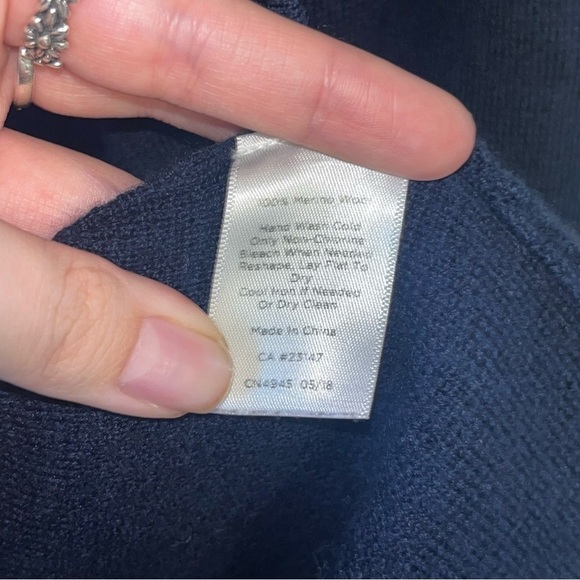 100% Merino Wool
Hand Wash Cold
Only Non-Chlorine
Bleach When Needed
Reshape, Lay Flat To
Dry
Cool Iron If Needed
Or Dry Clean
Made In China
CA #23147
CN4945 05/18